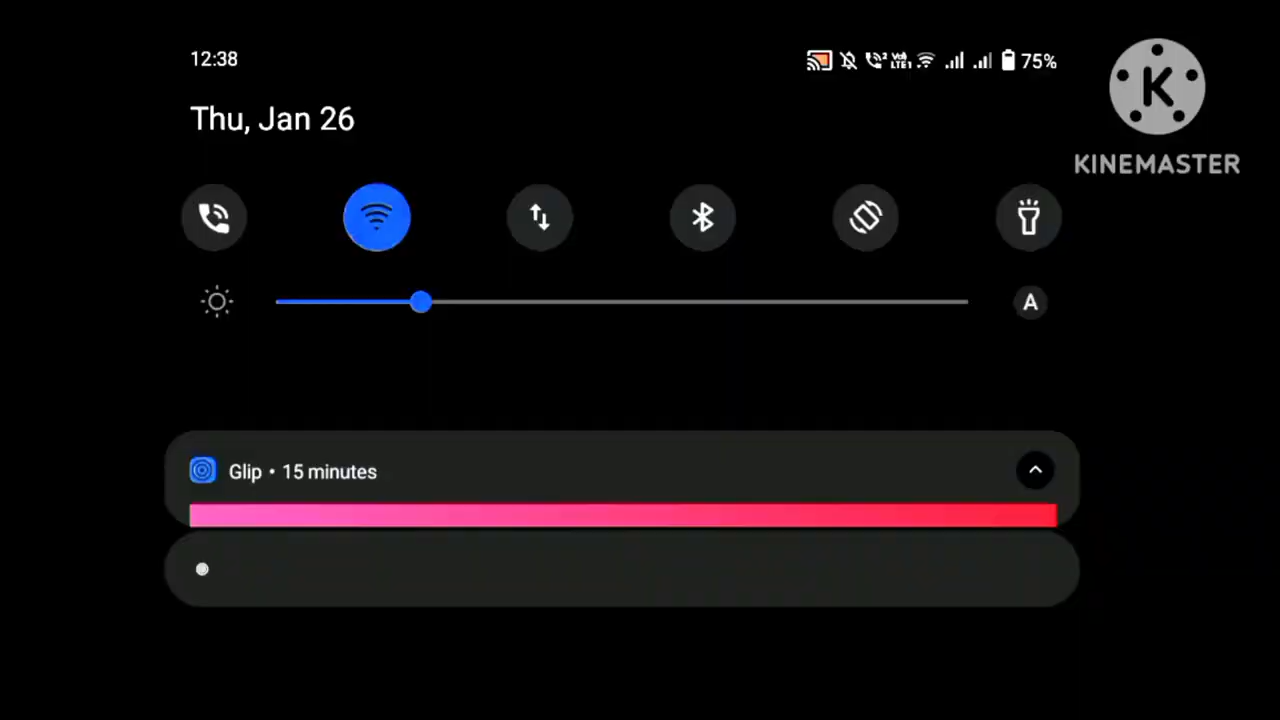 12:38
75%
Thu, Jan 26
K
KINEMASTER
A
Glip • 15 minutes